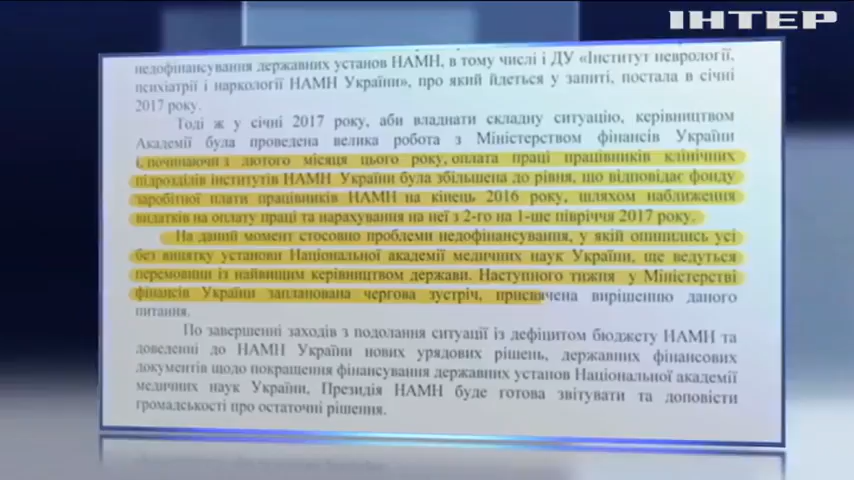 ІНТЕР
недофінансування державних установ НАМН, в тому числі і ДУ «Інститут неврології,
психіатрії і наркології НАМН України», про який йдеться у запиті, постала в січні
2017 року.
Тоді ж у січні 2017 року, аби владнати складну ситуацію, керівництвом
Академії була проведена велика робота з Міністерством фінансів України
і, починаючи з лютого місяця цього року, оплата праці працівників клінічних
підрозділів інститутів НАМН України була збільшена до рівня, що відповідає фонду
заробітної плати працівників НАМН на кінець 2016 року, шляхом наближення
видатків на оплату праці та нарахування на неї з 2-го на 1-ше півріччя 2017 року.
На даний момент стосовно проблеми недофінансування, у якій опинились усі
без винятку установи Національної академії медичних наук України, ще ведуться
перемовини із найвищим керівництвом держави. Наступного тижня у Міністерстві
фінансів України запланована чергова зустріч, присвячена вирішенню даного
питання.
По завершенні заходів з подолання ситуації із дефіцитом бюджету НАМН та
доведенні до НАМН України нових урядових рішень, державних фінансових
документів щодо покращення фінансування державних установ Національної академії
медичних наук України, Президія НАМН буде готова звітувати та доповісти
громадськості про остаточні рішення.